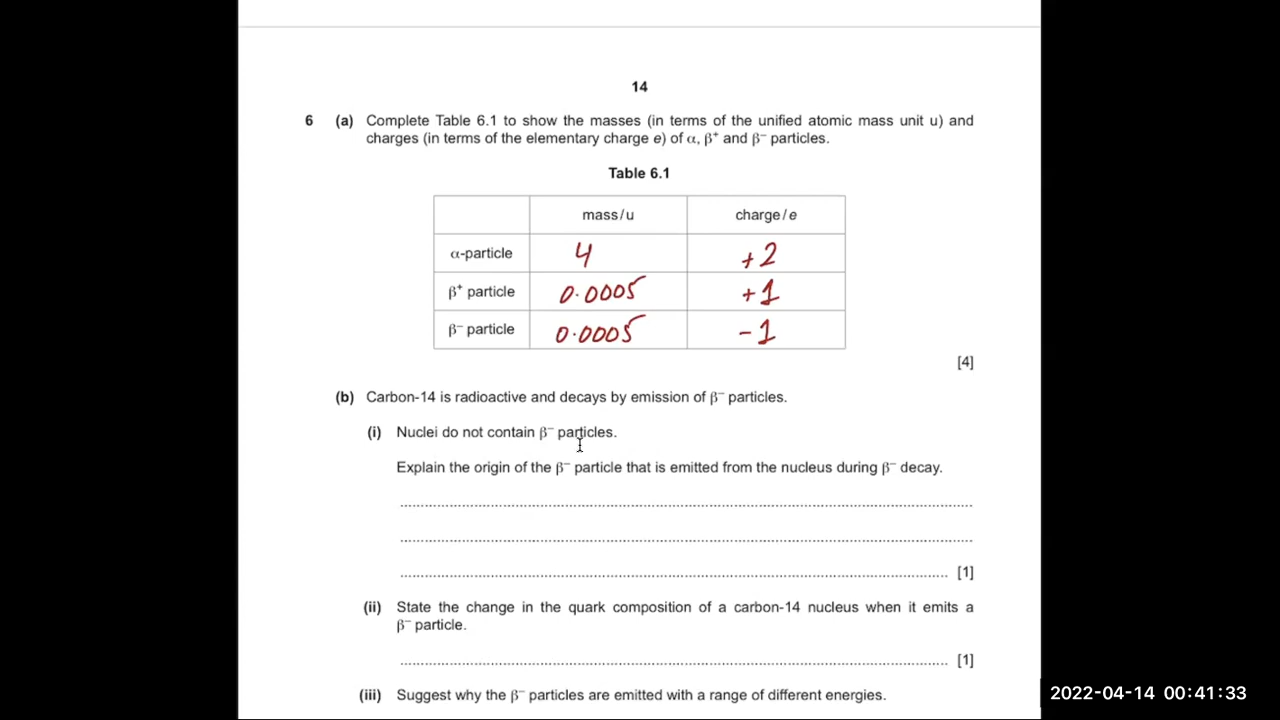 14
6 (a) Complete Table 6.1 to show the masses (in terms of the unified atomic mass unit u) and
charges (in terms of the elementary charge e) of α, β⁺ and β⁻ particles.
Table 6.1
mass/u charge/e
α-particle 4 +2
β⁺ particle 0.0005 +1
β⁻ particle 0.0005 -1
[4]
(b) Carbon-14 is radioactive and decays by emission of β⁻ particles.
(i) Nuclei do not contain β⁻ particles.
Explain the origin of the β⁻ particle that is emitted from the nucleus during β⁻ decay.
[1]
(ii) State the change in the quark composition of a carbon-14 nucleus when it emits a
β⁻ particle.
[1]
(iii) Suggest why the β⁻ particles are emitted with a range of different energies.
2022-04-14 00:41:33